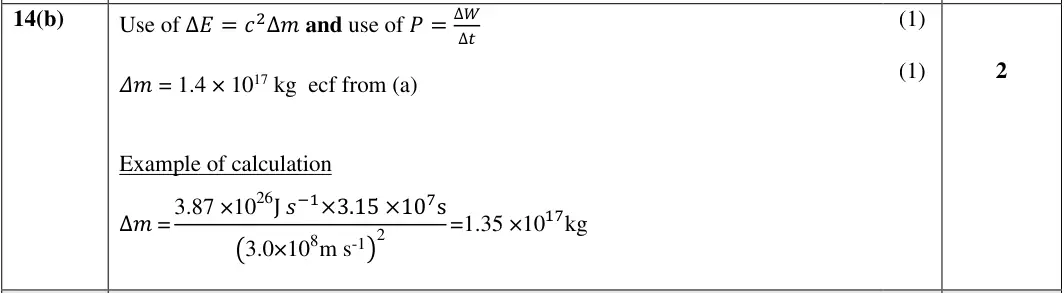 14(b) Use of ΔE = c²Δm and use of P = ΔW/Δt (1)
Δm = 1.4 × 10¹⁷ kg ecf from (a) (1) 2
Example of calculation
Δm = 3.87 ×10²⁶J s⁻¹×3.15 ×10⁷s/(3.0×10⁸m s⁻¹)² =1.35 ×10¹⁷kg